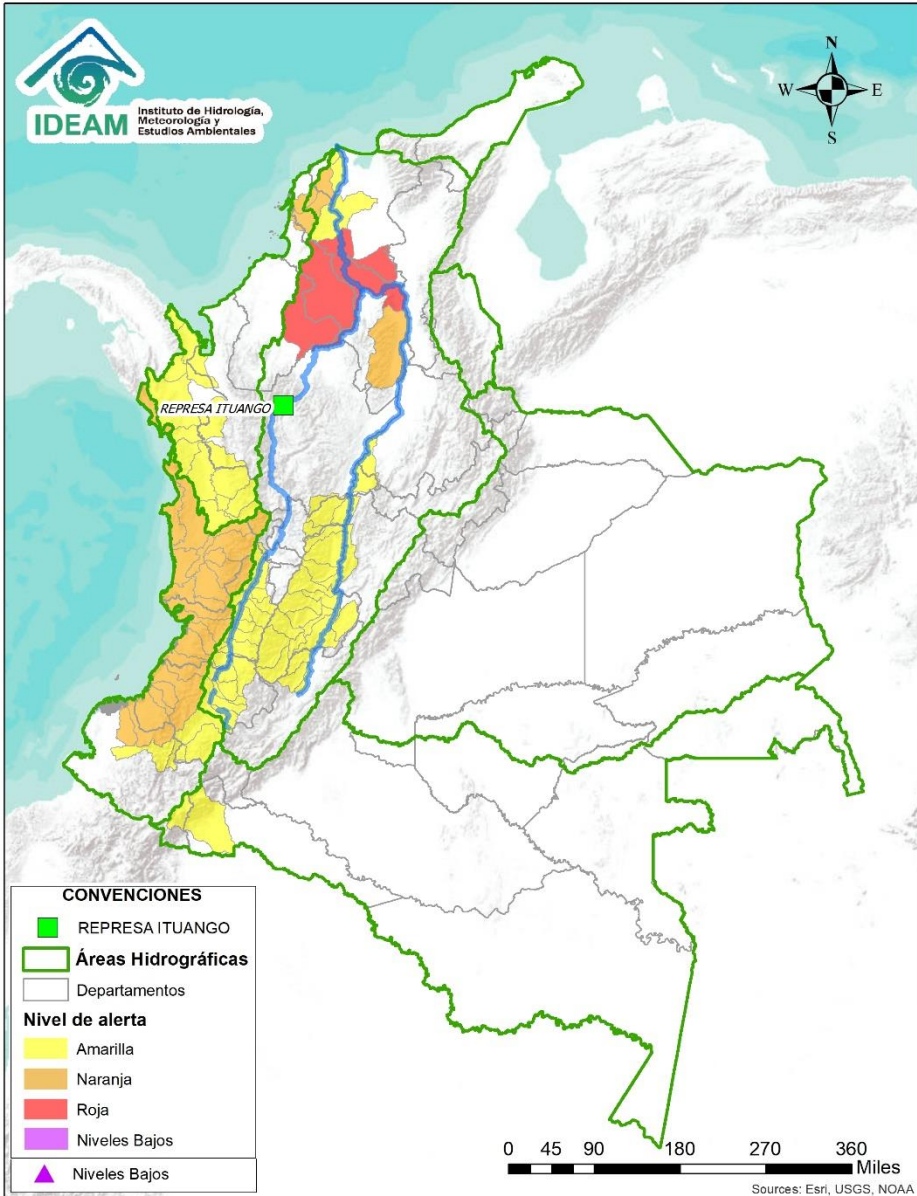 IDEAM
Instituto de Hidrología,
Meteorología y
Estudios Ambientales
N
W E
S
REPRESA ITUANGO
CONVENCIONES
REPRESA ITUANGO
Áreas Hidrográficas
Departamentos
Nivel de alerta
Amarilla
Naranja
Roja
Niveles Bajos
Niveles Bajos
0 45 90 180 270 360
Miles
Sources: Esri, USGS, NOAA